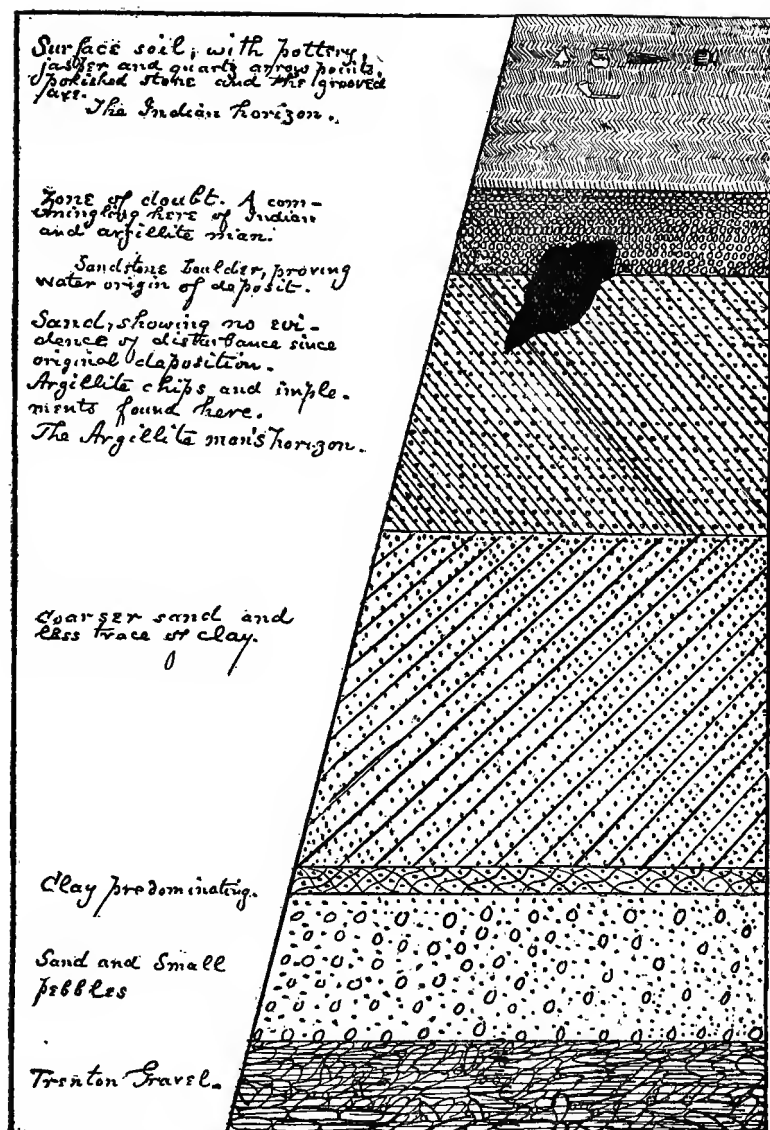 Surface soil, with pottery,
jasper and quartz arrow points,
polished stone and the grooved
axe.
The Indian horizon.
Zone of doubt. A com-
mingling here of Indian
and argillite man.
Sandstone Boulder, proving
water origin of deposit.
Sand, showing no evi-
dence of disturbance since
original deposition.
Argillite chips and imple-
ments found here.
The Argillite man's horizon.
Coarser sand and
less trace of clay.
Clay predominating.
Sand and Small
pebbles
Trenton Gravel.